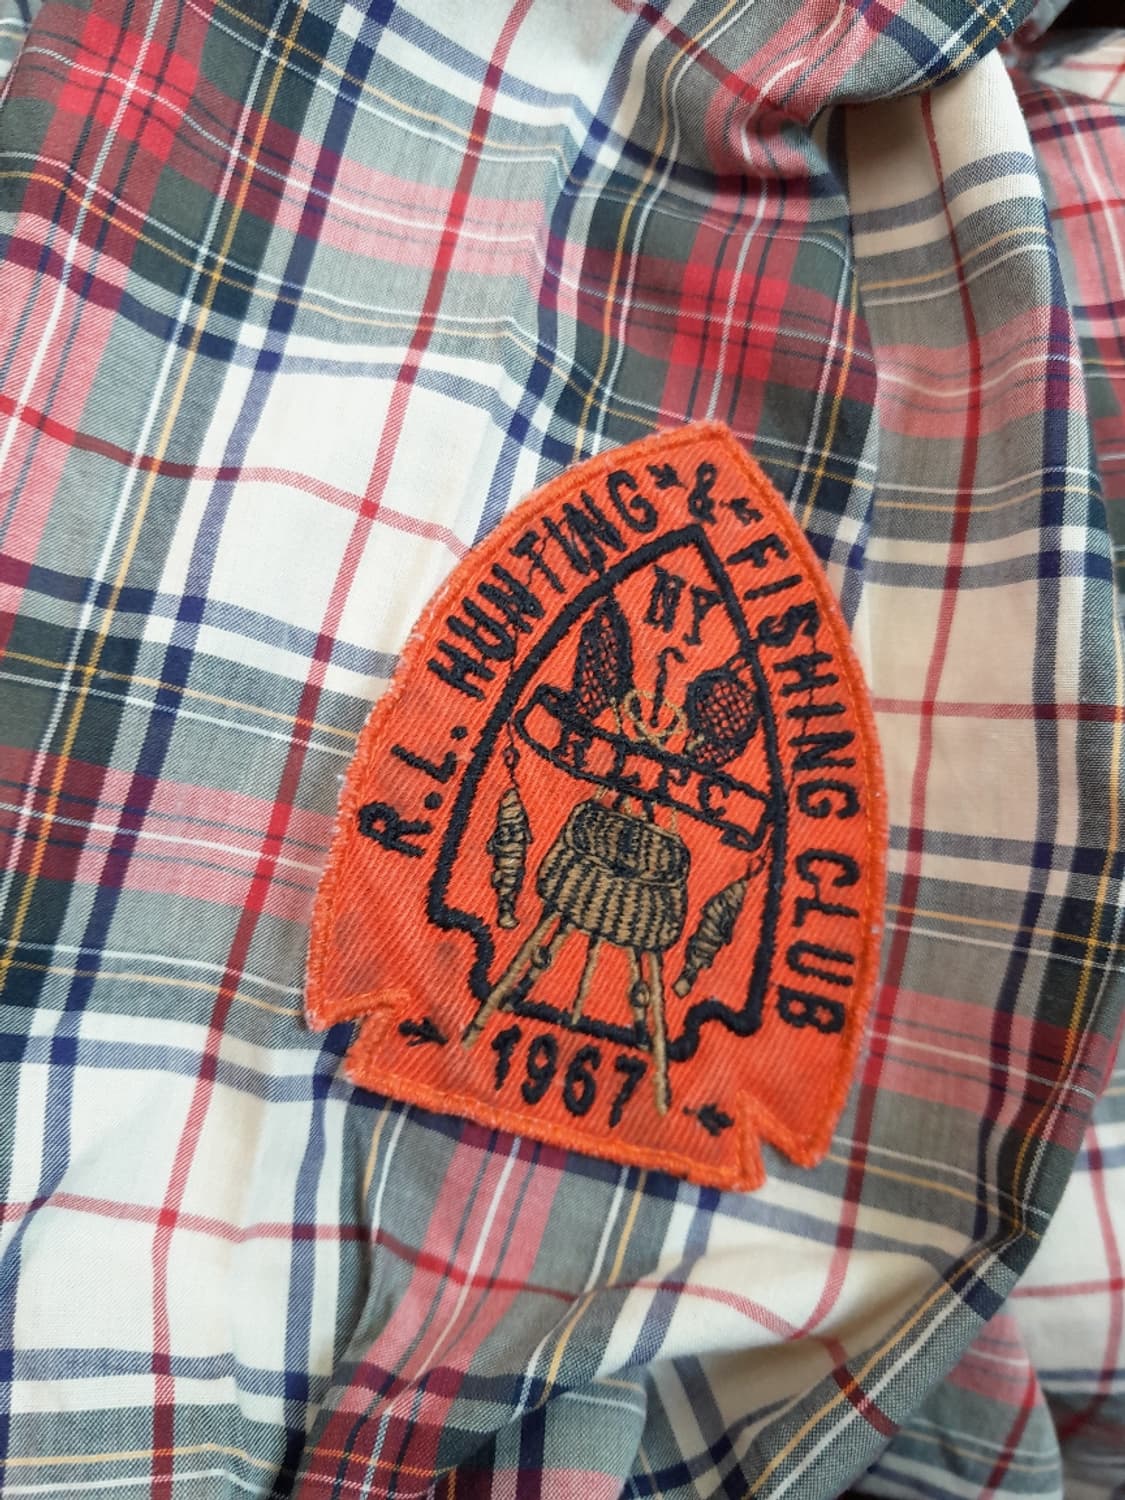 R.L. HUNTING & FISHING CLUB
1967